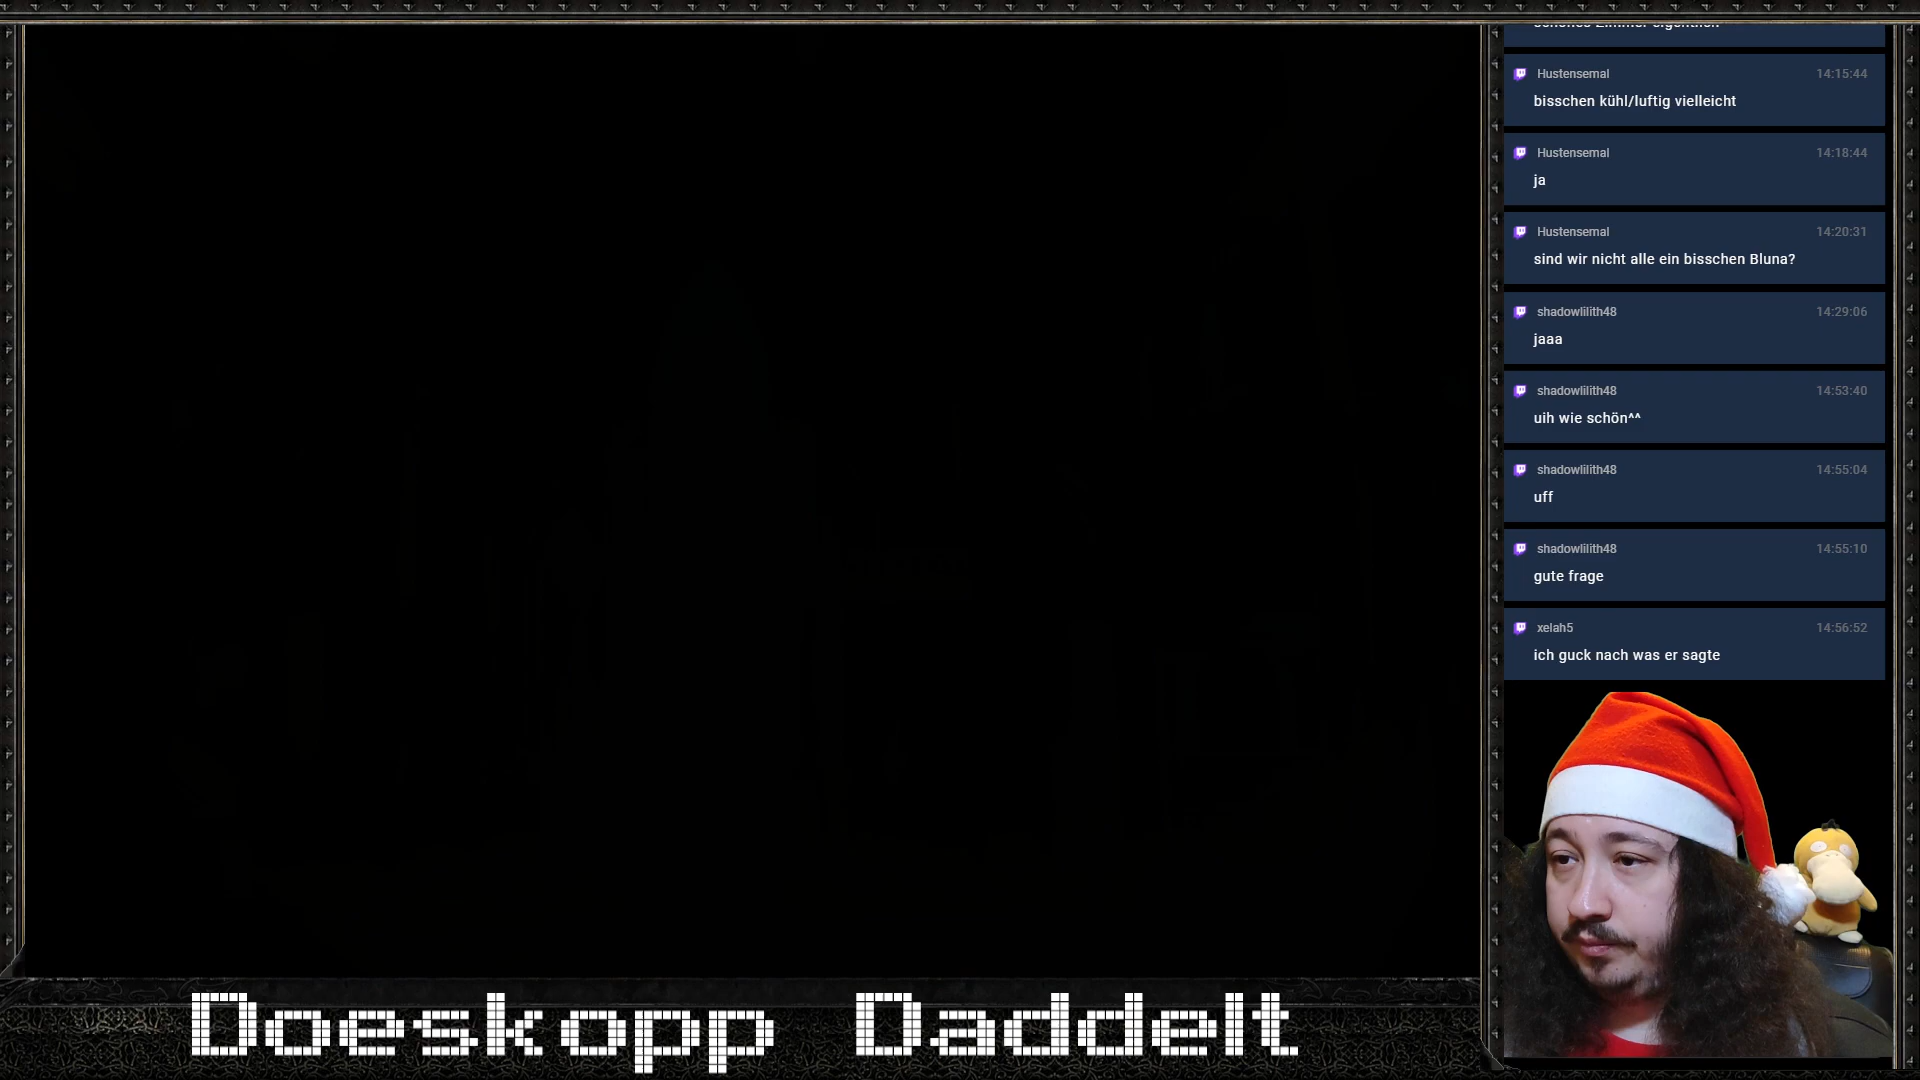 Hustensemal 14:15:44
bisschen kühl/luftig vielleicht
Hustensemal 14:18:44
ja
Hustensemal 14:20:31
sind wir nicht alle ein bisschen Bluna?
shadowlilith48 14:29:06
jaaa
shadowlilith48 14:53:40
uih wie schön^^
shadowlilith48 14:55:04
uff
shadowlilith48 14:55:10
gute frage
xelah5 14:56:52
ich guck nach was er sagte
Doeskopp Daddelt